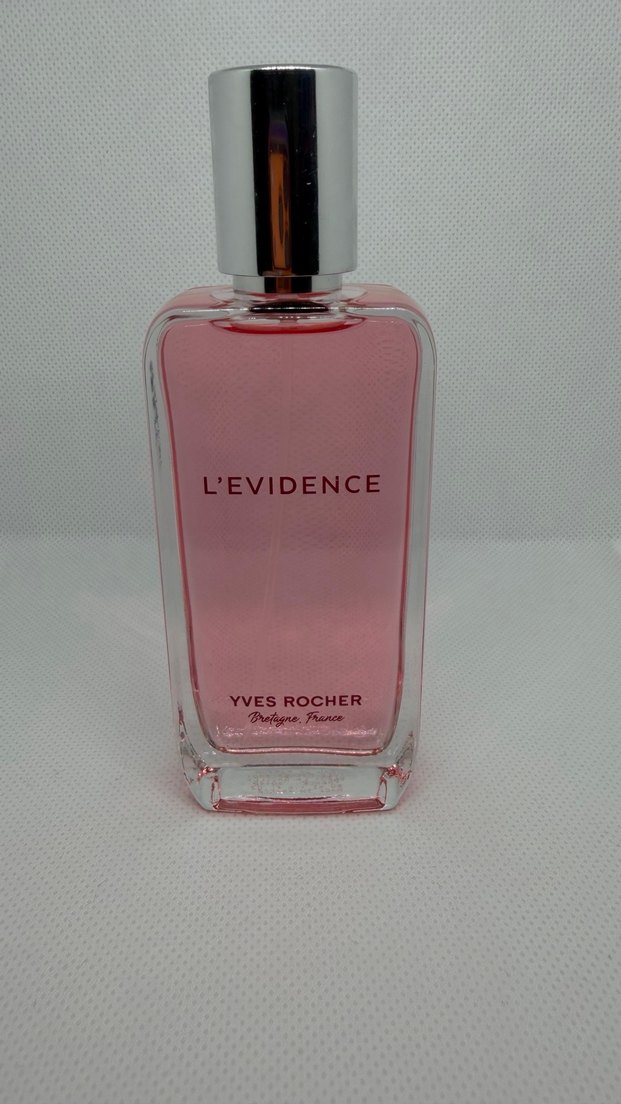 L'EVIDENCE
YVES ROCHER
Bretagne, France